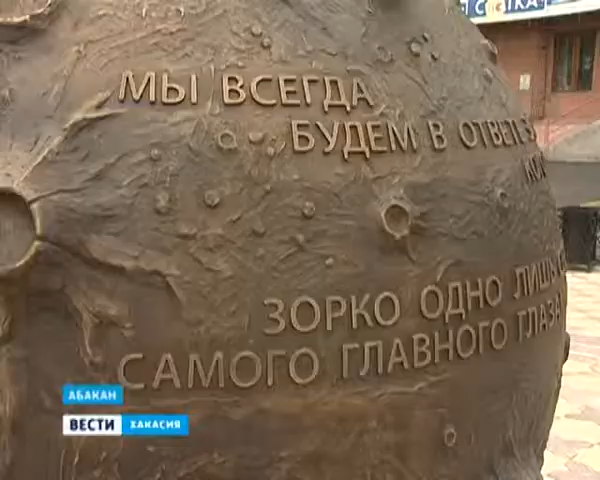 МЫ ВСЕГДА
БУДЕМ В ОТВЕТЕ
ЗОРКО ОДНО ЛИШЬ
САМОГО ГЛАВНОГО ГЛАЗА
АБАКАН
ВЕСТИ ХАКАСИЯ